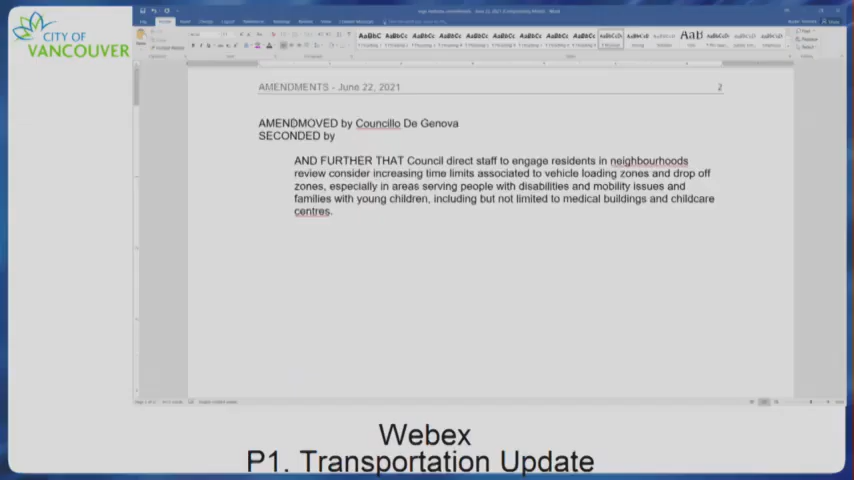 CITY OF
VANCOUVER
AMENDMENTS - June 22, 2021
2
AMENDMOVED by Councillo De Genova
SECONDED by
AND FURTHER THAT Council direct staff to engage residents in neighbourhoods
review consider increasing time limits associated to vehicle loading zones and drop off
zones, especially in areas serving people with disabilities and mobility issues and
families with young children, including but not limited to medical buildings and childcare
centres.
Webex
P1. Transportation Update